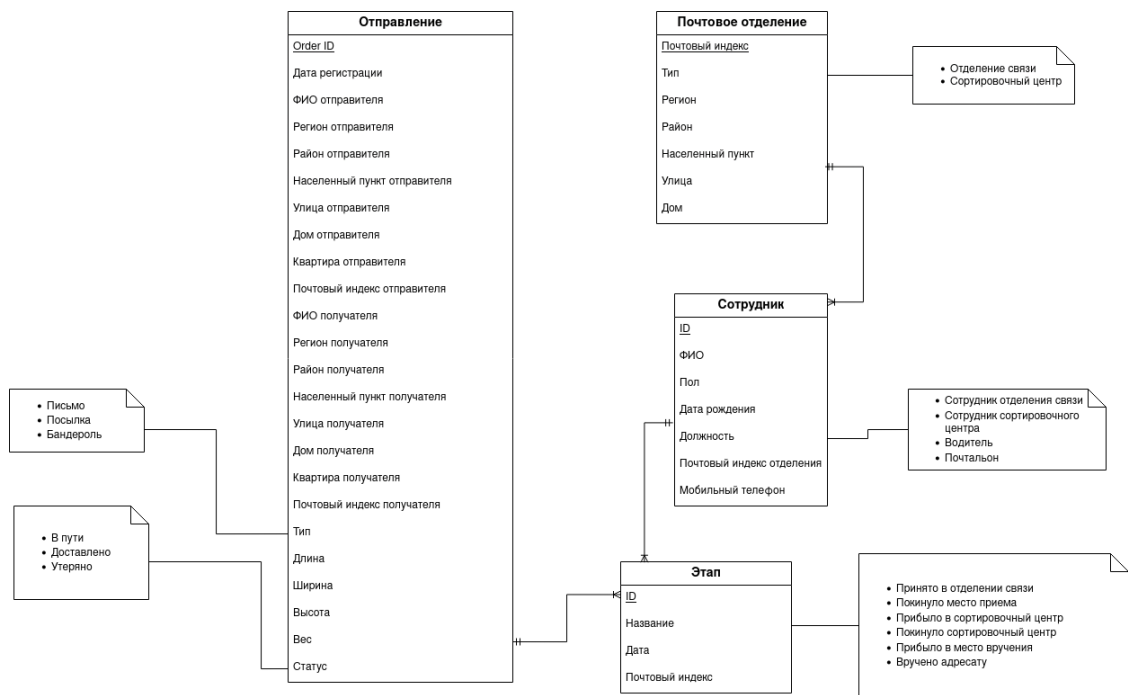 Отправление
Order ID
Дата регистрации
ФИО отправителя
Регион отправителя
Район отправителя
Населенный пункт отправителя
Улица отправителя
Дом отправителя
Квартира отправителя
Почтовый индекс отправителя
ФИО получателя
Регион получателя
Район получателя
Населенный пункт получателя
Улица получателя
Дом получателя
Квартира получателя
Почтовый индекс получателя
Тип
Длина
Ширина
Высота
Вес
Статус
Письмо
Посылка
Бандероль
В пути
Доставлено
Утеряно
Почтовое отделение
Почтовый индекс
Тип
Регион
Район
Населенный пункт
Улица
Дом
Отделение связи
Сортировочный центр
Сотрудник
ID
ФИО
Пол
Дата рождения
Должность
Почтовый индекс отделения
Мобильный телефон
Сотрудник отделения связи
Сотрудник сортировочного
центра
Водитель
Почтальон
Этап
ID
Название
Дата
Почтовый индекс
Принято в отделении связи
Покинуло место приема
Прибыло в сортировочный центр
Покинуло сортировочный центр
Прибыло в место вручения
Вручено адресату